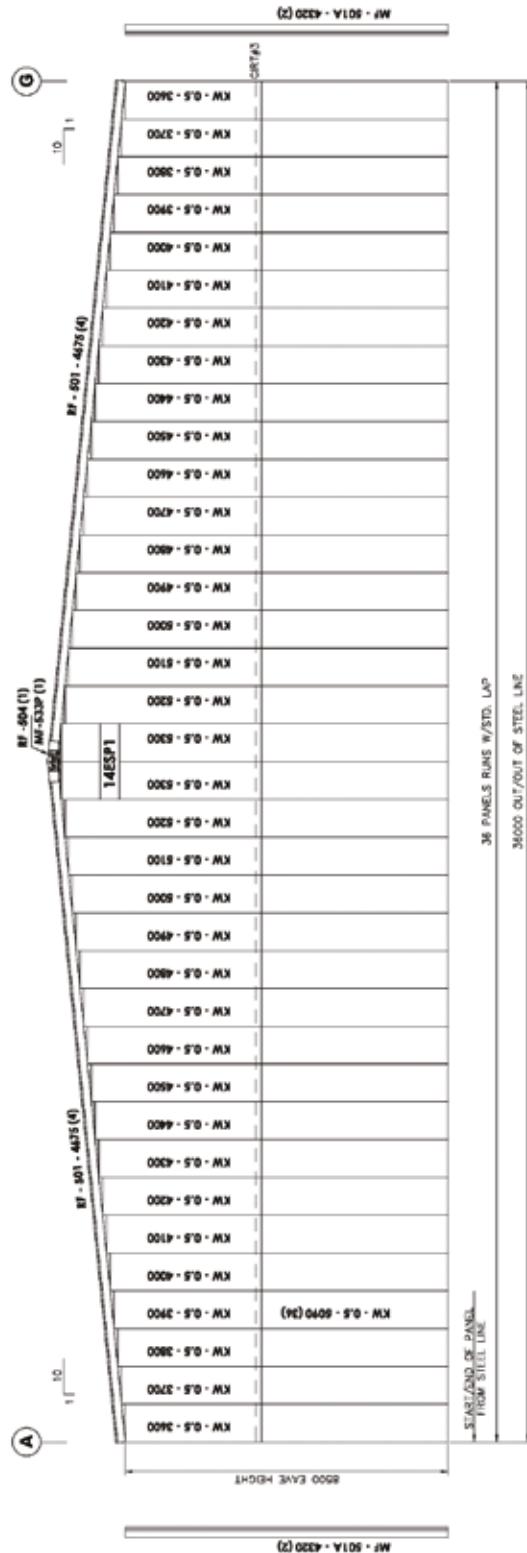 A
G
1
10
10
1
RF - 504 (1)
MF-533P (1)
RF - 501 - 4675 (4)
RF - 501 - 4675 (4)
14ESP1
KW - 0.5 - 3600
KW - 0.5 - 3700
KW - 0.5 - 3800
KW - 0.5 - 3900
KW - 0.5 - 4000
KW - 0.5 - 4100
KW - 0.5 - 4200
KW - 0.5 - 4300
KW - 0.5 - 4400
KW - 0.5 - 4500
KW - 0.5 - 4600
KW - 0.5 - 4700
KW - 0.5 - 4800
KW - 0.5 - 4900
KW - 0.5 - 5000
KW - 0.5 - 5100
KW - 0.5 - 5200
KW - 0.5 - 5300
KW - 0.5 - 5300
KW - 0.5 - 5200
KW - 0.5 - 5100
KW - 0.5 - 5000
KW - 0.5 - 4900
KW - 0.5 - 4800
KW - 0.5 - 4700
KW - 0.5 - 4600
KW - 0.5 - 4500
KW - 0.5 - 4400
KW - 0.5 - 4300
KW - 0.5 - 4200
KW - 0.5 - 4100
KW - 0.5 - 4000
KW - 0.5 - 3900
KW - 0.5 - 3800
KW - 0.5 - 3700
KW - 0.5 - 3600
GIRT#3
KW - 0.5 - 5090 (36)
MF - 501A - 4320 (2)
8500 EAVE HEIGHT
MF - 501A - 4320 (2)
START/END OF PANEL
FROM STEEL LINE
36 PANELS RUNS W/STD. LAP
36000 OUT/OUT OF STEEL LINE